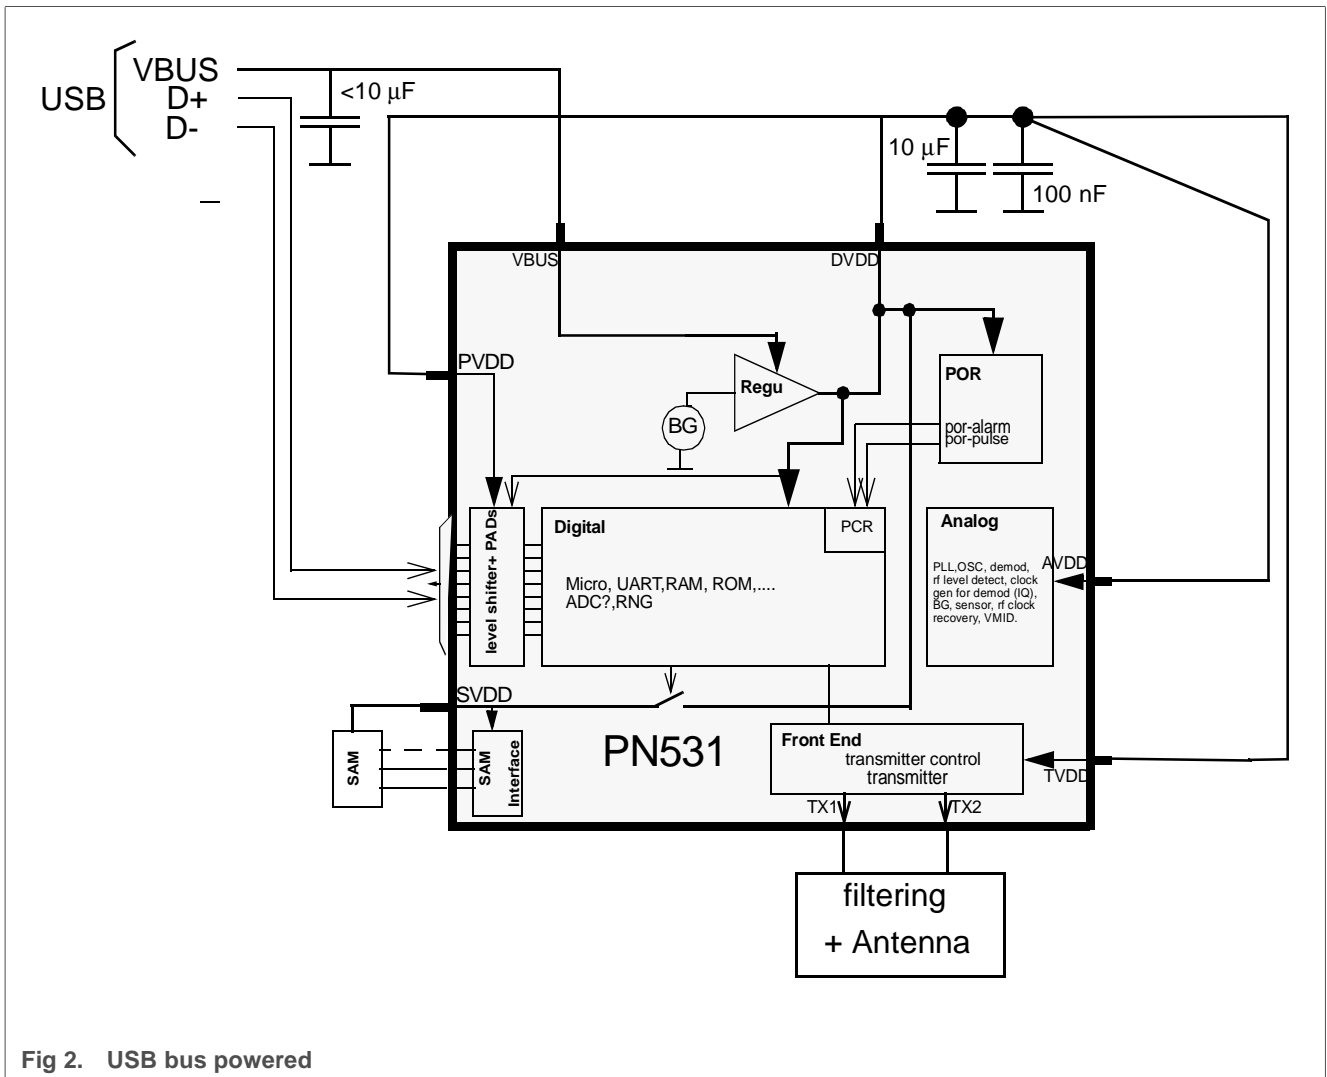 VBUS
USB
D+
D-
<10 μF
10 μF
100 nF
VBUS
DVDD
PVDD
Regu
BG
POR
por-alarm
por-pulse
level shifter+ PADs
Digital
PCR
Micro, UART,RAM, ROM,....
ADC?,RNG
Analog
PLL,OSC, demod,
rf level detect, clock
gen for demod (IQ),
BG, sensor, rf clock
recovery, VMID.
AVDD
SVDD
SAM
SAM
Interface
PN531
Front End
transmitter control
transmitter
TVDD
TX1
TX2
filtering
+ Antenna
Fig 2. USB bus powered